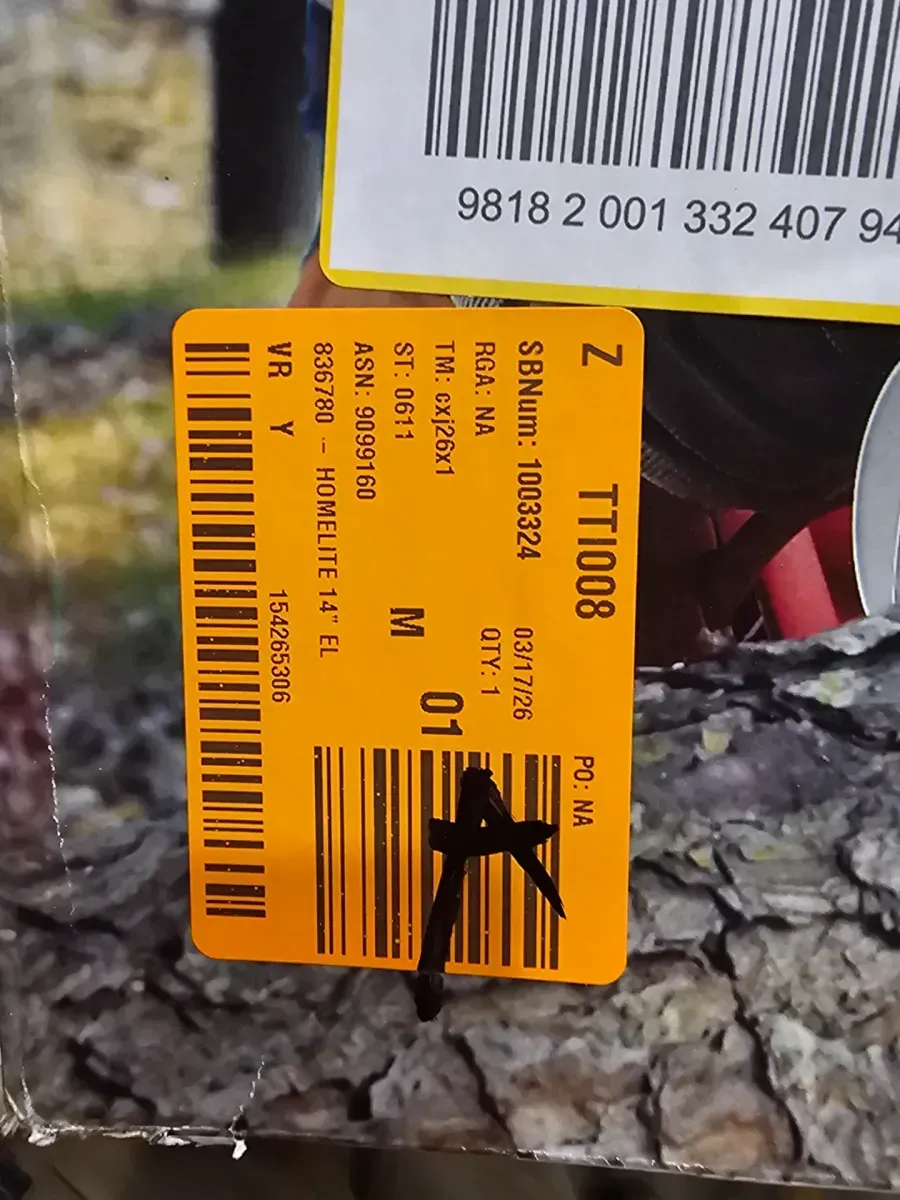 9818 2 001 332 407 94
Z TTI008 PO: NA
SBNum: 1003324 03/17/26
RGA: NA QTY: 1
TM: cxj26x1 01
ST: 0611 M
ASN: 9099160
836780 - HOMELITE 14" EL
VR Y 154265306
A